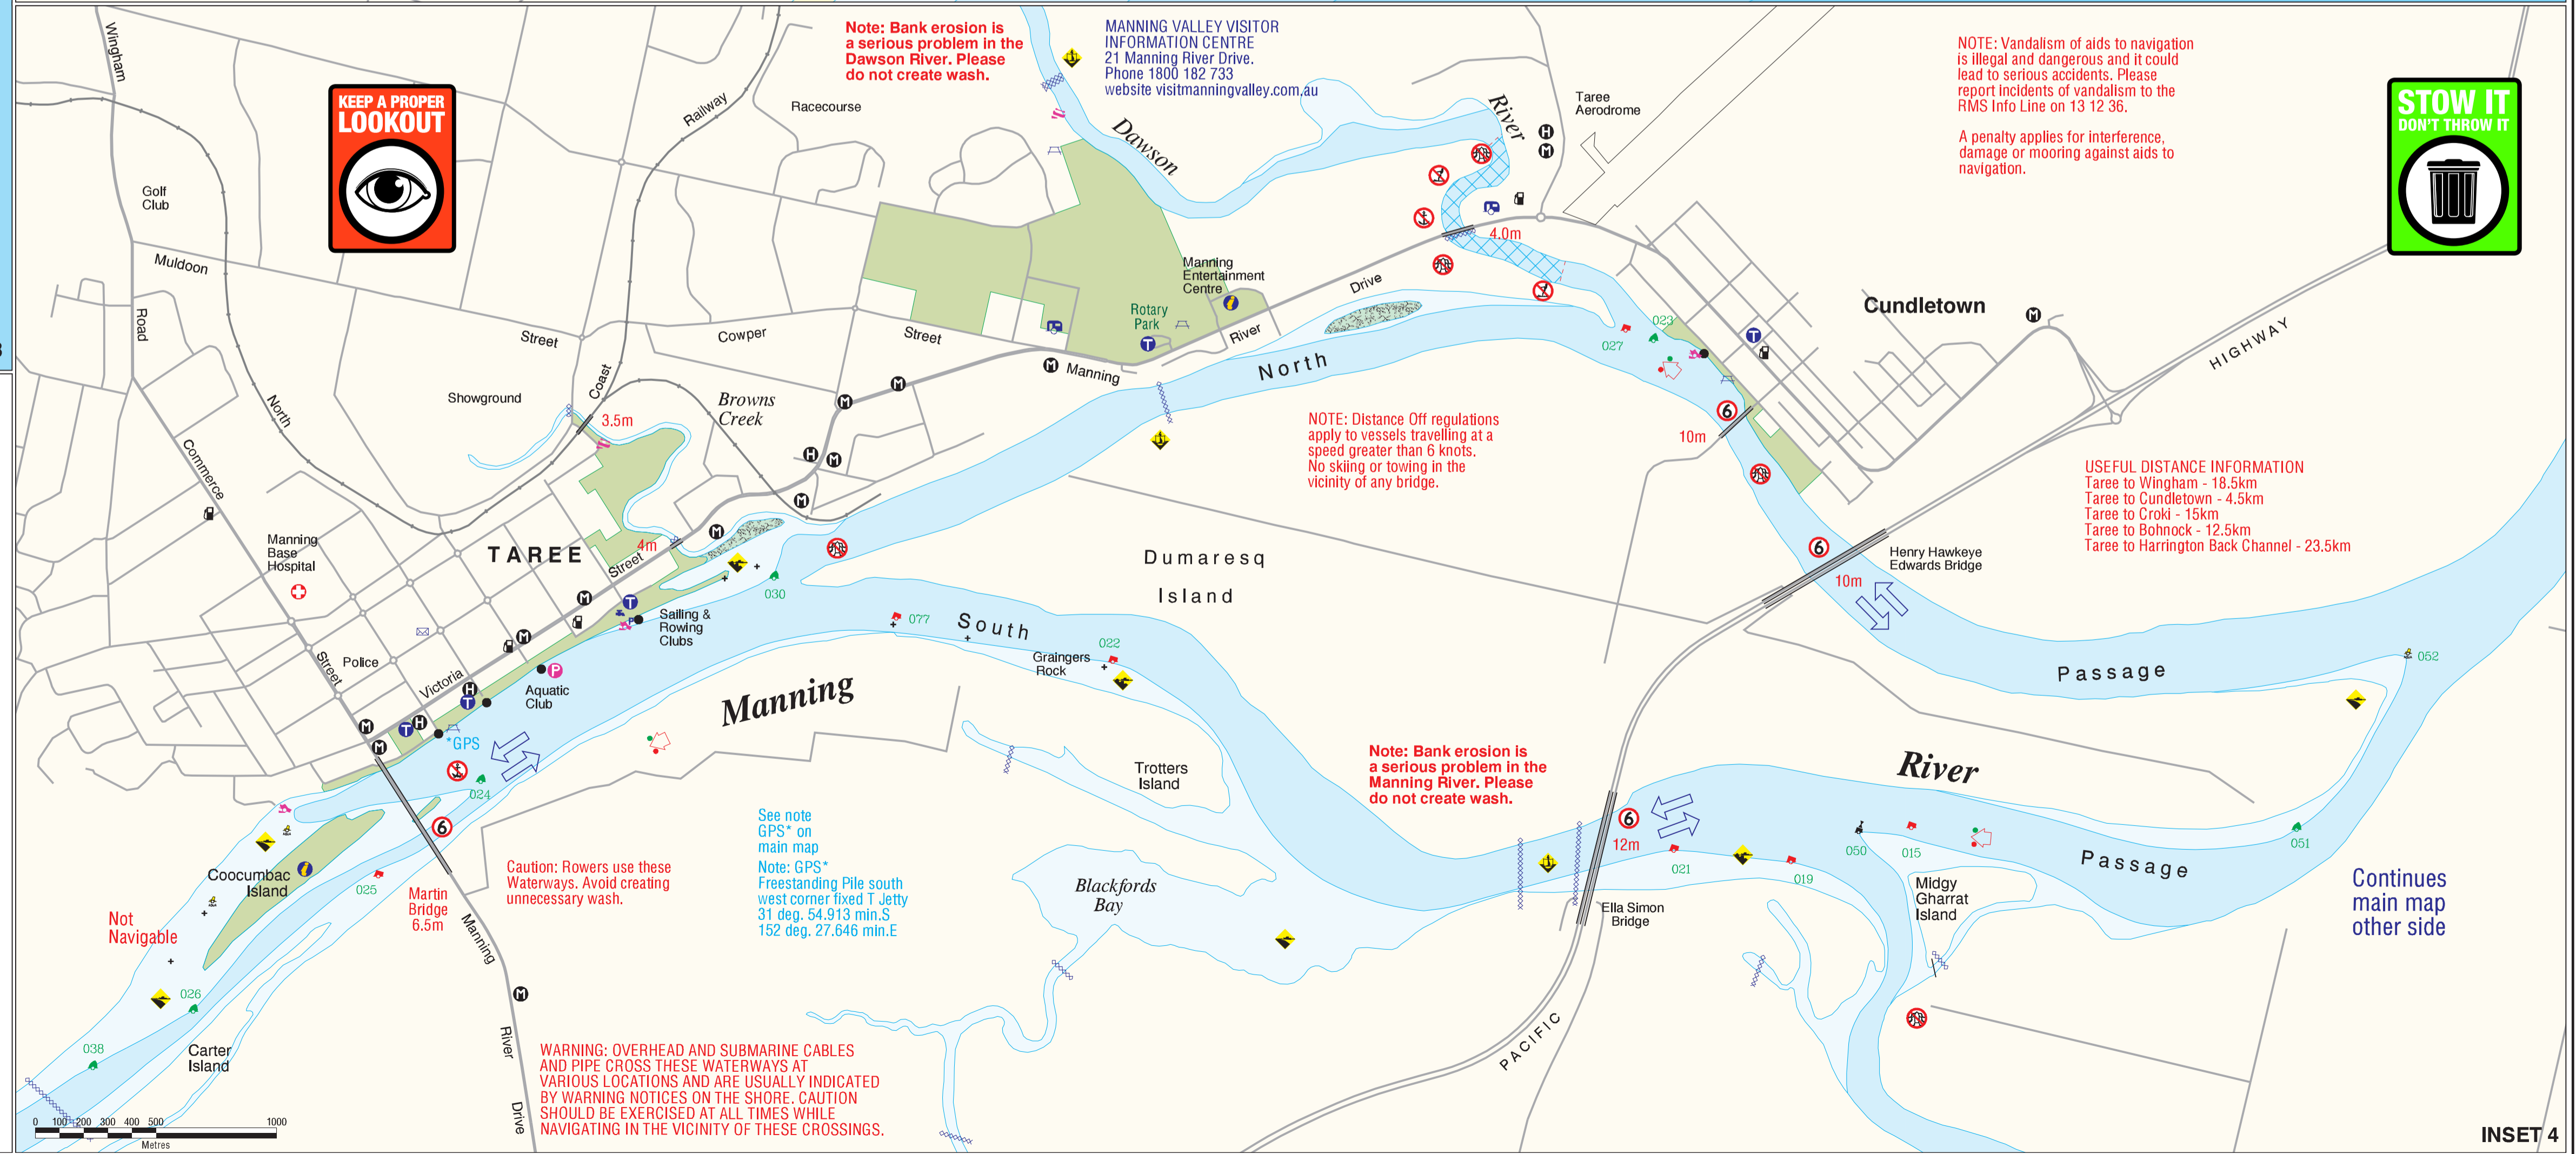 Note: Bank erosion is
a serious problem in the
Dawson River. Please
do not create wash.
MANNING VALLEY VISITOR
INFORMATION CENTRE
21 Manning River Drive.
Phone 1800 182 733
website visitmanningvalley.com.au
NOTE: Vandalism of aids to navigation
is illegal and dangerous and it could
lead to serious accidents. Please
report incidents of vandalism to the
RMS Info Line on 13 12 36.
A penalty applies for interference,
damage or mooring against aids to
navigation.
KEEP A PROPER
LOOKOUT
STOW IT
DON'T THROW IT
Wingham
Road
Golf
Club
Muldoon
Street
Railway
Coast
North
Racecourse
Dawson
River
H
M
Taree
Aerodrome
4.0m
Manning
Entertainment
Centre
Rotary
Park
T
Cowper
Street
Manning
River
Drive
M
M
M
Showground
3.5m
Browns
Creek
H
M
M
M
North
023
027
T
Cundletown
M
HIGHWAY
6
10m
NOTE: Distance Off regulations
apply to vessels travelling at a
speed greater than 6 knots.
No skiing or towing in the
vicinity of any bridge.
USEFUL DISTANCE INFORMATION
Taree to Wingham - 18.5km
Taree to Cundletown - 4.5km
Taree to Croki - 15km
Taree to Bohnock - 12.5km
Taree to Harrington Back Channel - 23.5km
Commerce
Street
Manning
Base
Hospital
TAREE
4m
Street
Victoria
Police
M
T
P
Sailing &
Rowing
Clubs
030
M
P
Aquatic
Club
H
T
M
T
H
M
*GPS
024
6
Dumaresq
Island
6
10m
Henry Hawkeye
Edwards Bridge
077
South
022
Graingers
Rock
Manning
Trotters
Island
Passage
052
River
Note: Bank erosion is
a serious problem in the
Manning River. Please
do not create wash.
6
12m
021
019
050
015
Passage
051
Midgy
Gharrat
Island
Ella Simon
Bridge
Continues
main map
other side
See note
GPS* on
main map
Note: GPS*
Freestanding Pile south
west corner fixed T Jetty
31 deg. 54.913 min.S
152 deg. 27.646 min.E
Blackfords
Bay
Caution: Rowers use these
Waterways. Avoid creating
unnecessary wash.
Coocumbac
Island
025
Martin
Bridge
6.5m
Not
Navigable
026
038
Carter
Island
Manning
M
River
Drive
PACIFIC
WARNING: OVERHEAD AND SUBMARINE CABLES
AND PIPE CROSS THESE WATERWAYS AT
VARIOUS LOCATIONS AND ARE USUALLY INDICATED
BY WARNING NOTICES ON THE SHORE. CAUTION
SHOULD BE EXERCISED AT ALL TIMES WHILE
NAVIGATING IN THE VICINITY OF THESE CROSSINGS.
0 100 200 300 400 500 1000
Metres
INSET 4